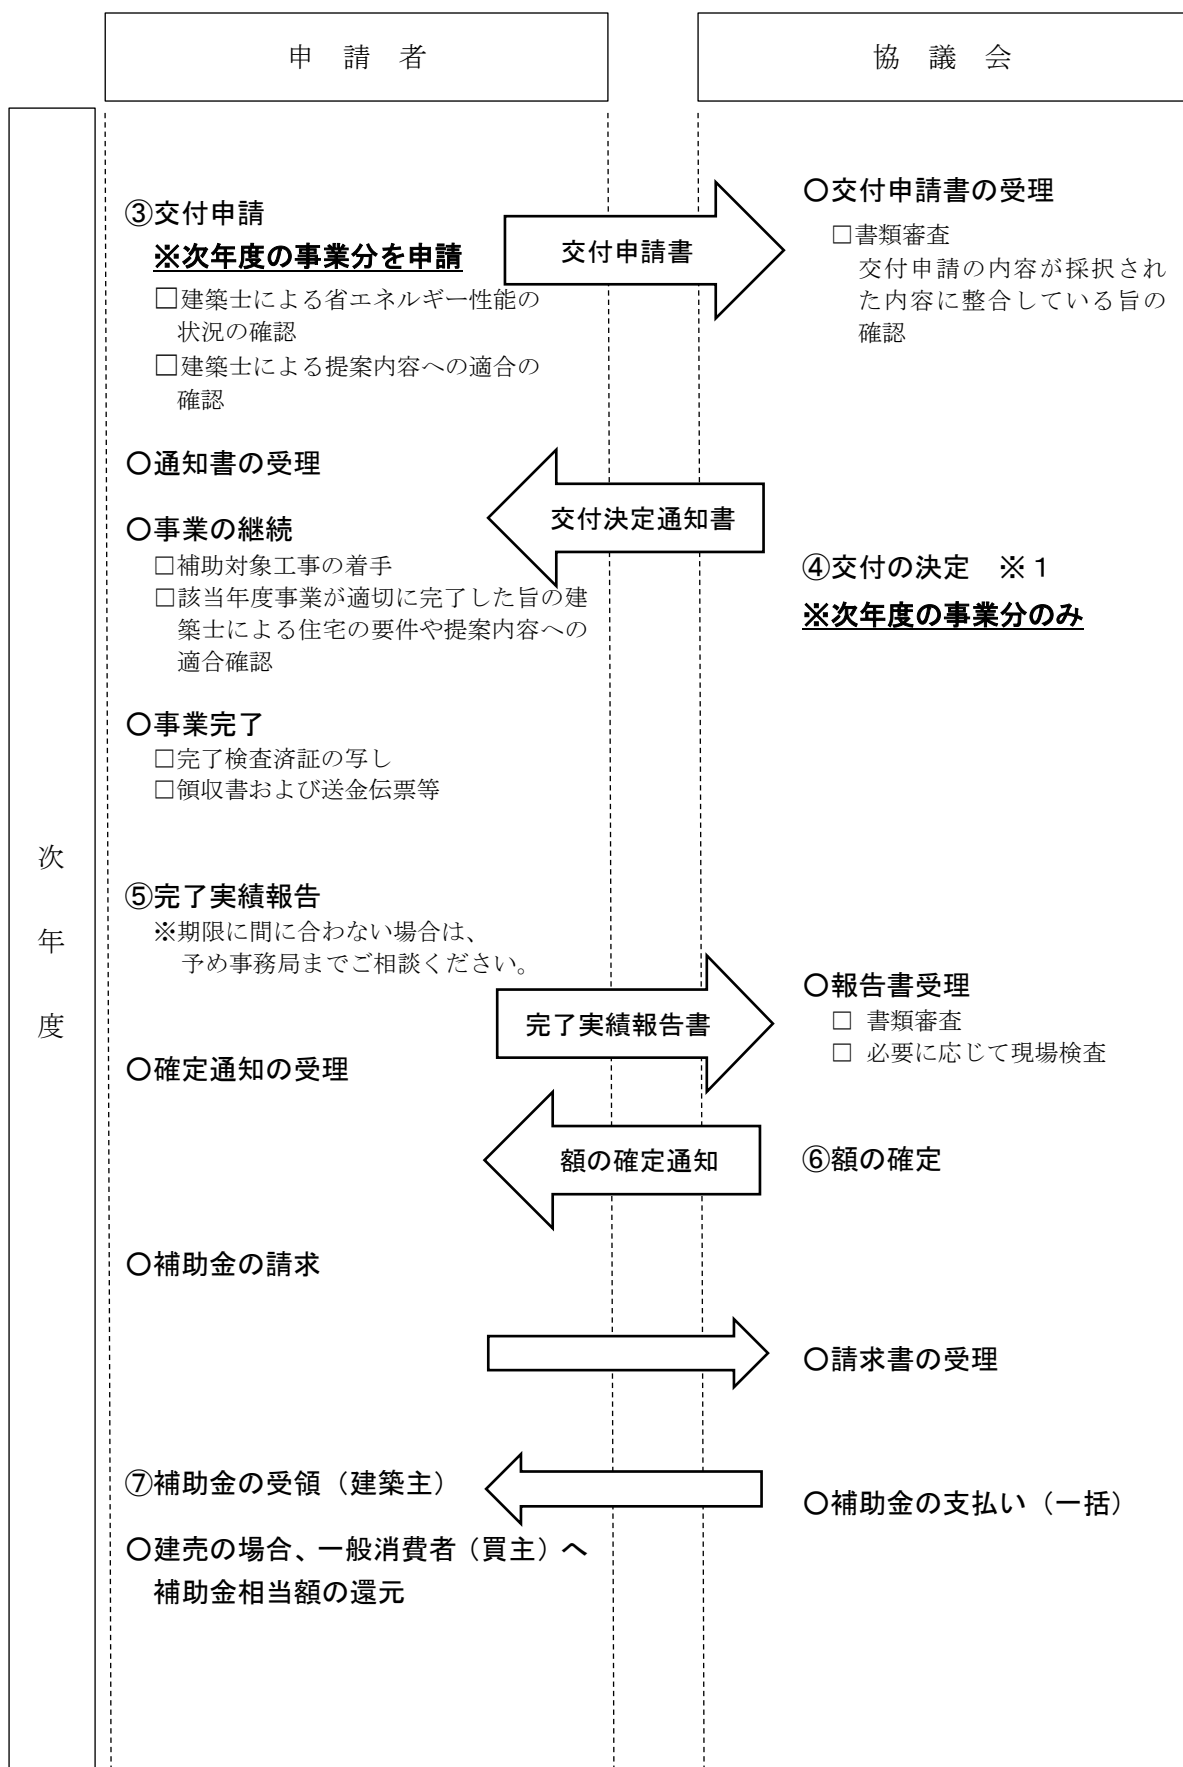 申 請 者
協 議 会
次年度
③交付申請
※次年度の事業分を申請
□建築士による省エネルギー性能の
状況の確認
□建築士による提案内容への適合の
確認
交付申請書
〇交付申請書の受理
□書類審査
交付申請の内容が採択され
た内容に整合している旨の
確認
〇通知書の受理
交付決定通知書
〇事業の継続
□補助対象工事の着手
□該当年度事業が適切に完了した旨の建
築士による住宅の要件や提案内容への
適合確認
④交付の決定 ※1
※次年度の事業分のみ
〇事業完了
□完了検査済証の写し
□領収書および送金伝票等
⑤完了実績報告
※期限に間に合わない場合は、
予め事務局までご相談ください。
完了実績報告書
〇報告書受理
□ 書類審査
□ 必要に応じて現場検査
〇確定通知の受理
額の確定通知
⑥額の確定
〇補助金の請求
〇請求書の受理
⑦補助金の受領（建築主）
〇補助金の支払い（一括）
〇建売の場合、一般消費者（買主）へ
補助金相当額の還元